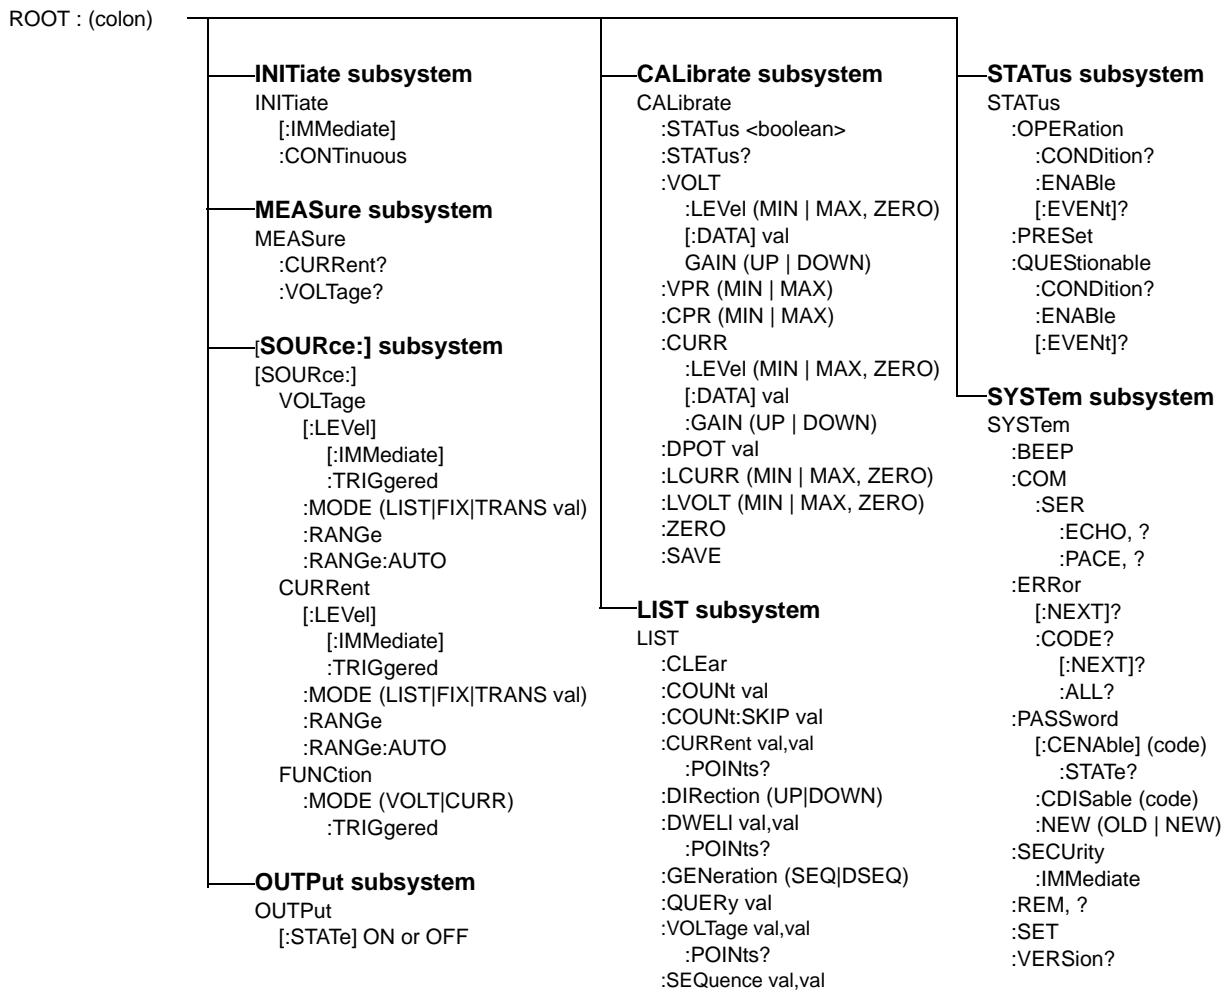 ROOT : (colon)
INITiate subsystem
INITiate
[:IMMediate]
:CONTinuous
MEASure subsystem
MEASure
:CURRent?
:VOLTage?
[SOURce:] subsystem
[SOURce:]
VOLTage
[:LEVel]
[:IMMediate]
:TRIGgered
:MODE (LIST|FIX|TRANS val)
:RANGe
:RANGe:AUTO
CURRent
[:LEVel]
[:IMMediate]
:TRIGgered
:MODE (LIST|FIX|TRANS val)
:RANGe
:RANGe:AUTO
FUNCtion
:MODE (VOLT|CURR)
:TRIGgered
OUTPut subsystem
OUTPut
[:STATe] ON or OFF
CALibrate subsystem
CALibrate
:STATus <boolean>
:STATus?
:VOLT
:LEVel (MIN | MAX, ZERO)
[:DATA] val
GAIN (UP | DOWN)
:VPR (MIN | MAX)
:CPR (MIN | MAX)
:CURR
:LEVel (MIN | MAX, ZERO)
[:DATA] val
:GAIN (UP | DOWN)
:DPOT val
:LCURR (MIN | MAX, ZERO)
:LVOLT (MIN | MAX, ZERO)
:ZERO
:SAVE
LIST subsystem
LIST
:CLEar
:COUNt val
:COUNt:SKIP val
:CURRent val,val
:POINts?
:DIRection (UP|DOWN)
:DWELl val,val
:POINts?
:GENeration (SEQ|DSEQ)
:QUERy val
:VOLTage val,val
:POINts?
:SEQuence val,val
STATus subsystem
STATus
:OPERation
:CONDition?
:ENABle
[:EVENt]?
:PRESet
:QUEStionable
:CONDition?
:ENABle
[:EVENt]?
SYSTem subsystem
SYSTem
:BEEP
:COM
:SER
:ECHO, ?
:PACE, ?
:ERRor
[:NEXT]?
:CODE?
[:NEXT]?
:ALL?
:PASSword
[:CENAble] (code)
:STATe?
:CDISable (code)
:NEW (OLD | NEW)
:SECUrity
:IMMediate
:REM, ?
:SET
:VERSion?